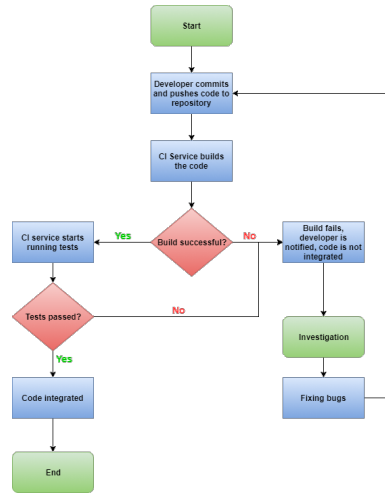 Start
Developer commits
and pushes code to
repository
CI Service builds
the code
Build successful?
Yes
No
CI service starts
running tests
Build fails,
developer is
notified, code is not
integrated
Tests passed?
No
Yes
Investigation
Code integrated
Fixing bugs
End